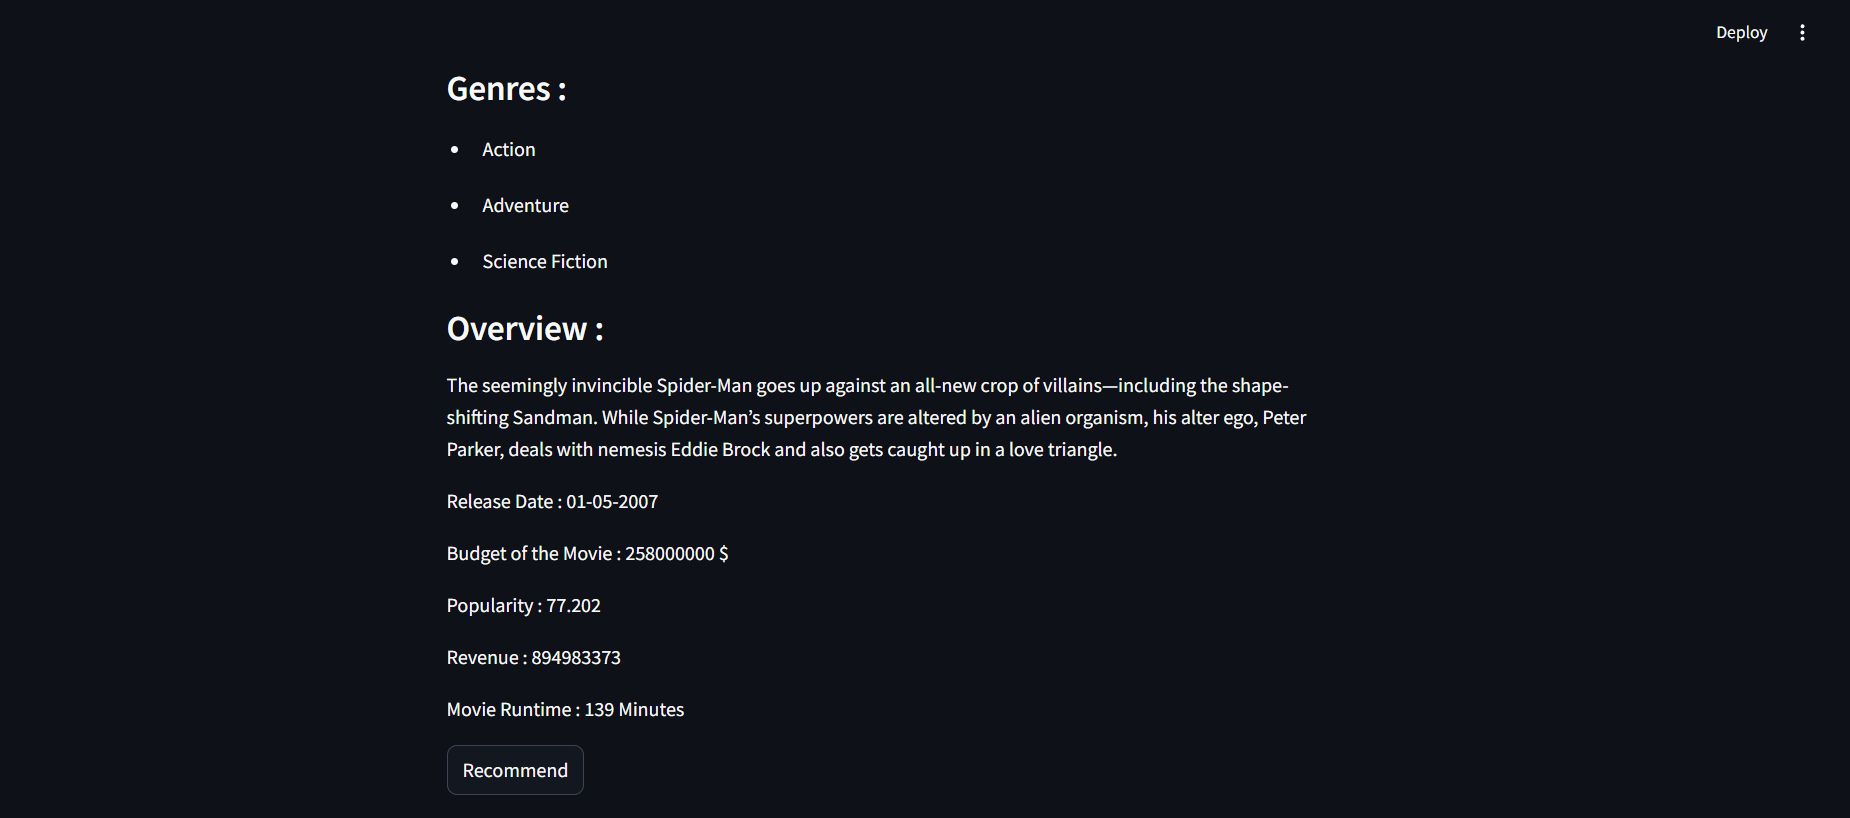 Deploy
Genres :
Action
Adventure
Science Fiction
Overview :
The seemingly invincible Spider-Man goes up against an all-new crop of villains—including the shape-
shifting Sandman. While Spider-Man’s superpowers are altered by an alien organism, his alter ego, Peter
Parker, deals with nemesis Eddie Brock and also gets caught up in a love triangle.
Release Date : 01-05-2007
Budget of the Movie : 258000000 $
Popularity : 77.202
Revenue : 894983373
Movie Runtime : 139 Minutes
Recommend